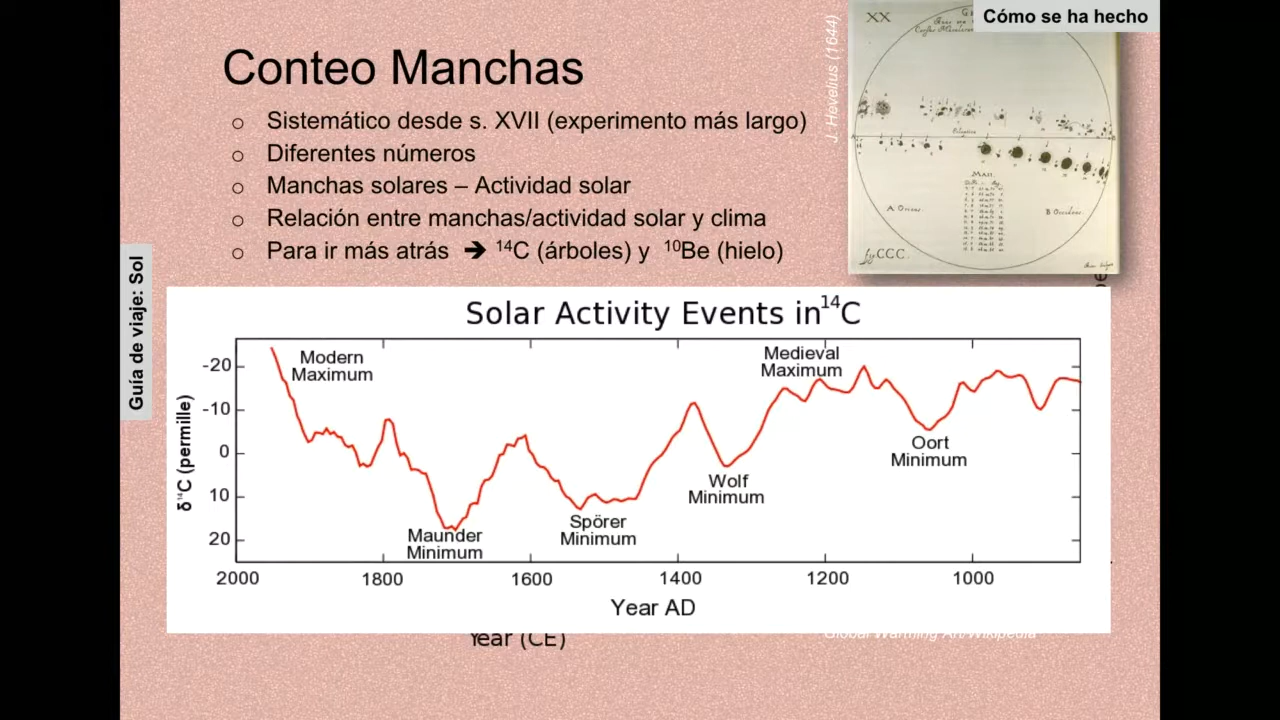 Cómo se ha hecho
XX
J. Hevelius (1644)
Conteo Manchas
Sistemático desde s. XVII (experimento más largo)
Diferentes números
Manchas solares – Actividad solar
Relación entre manchas/actividad solar y clima
Para ir más atrás ➔ ¹⁴C (árboles) y ¹⁰Be (hielo)
Guía de viaje: Sol
Solar Activity Events in ¹⁴C
δ¹⁴C (permille)
-20
-10
0
10
20
Modern
Maximum
Medieval
Maximum
Oort
Minimum
Wolf
Minimum
Spörer
Minimum
Maunder
Minimum
2000 1800 1600 1400 1200 1000
Year AD
Year (CE)
Global Warming Art/Wikipedia